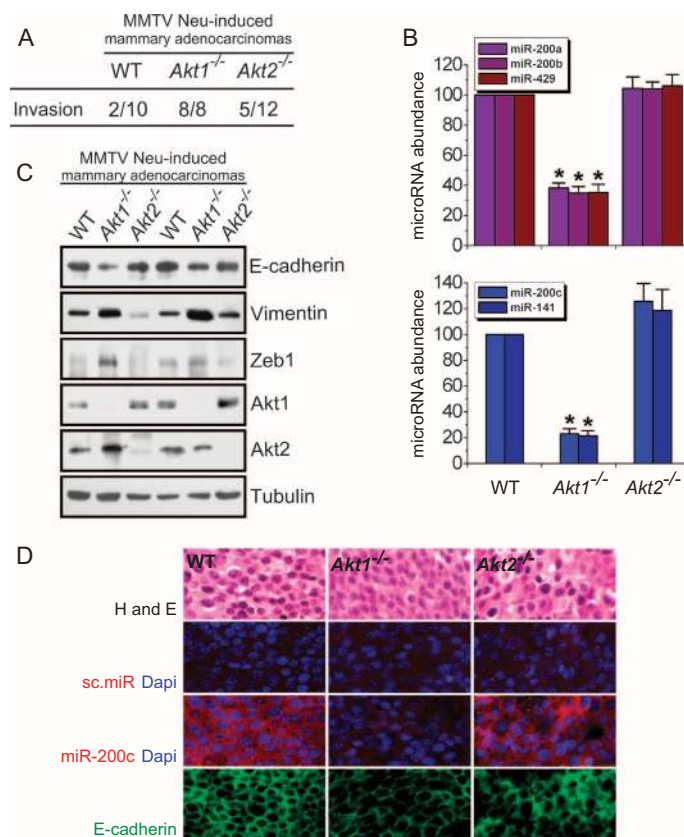 A
MMTV Neu-induced
mammary adenocarcinomas
WT Akt1-/- Akt2-/-
Invasion 2/10 8/8 5/12
B
miR-200a
miR-200b
miR-429
microRNA abundance
120
100
80
60
40
20
0
* * *
miR-200c
miR-141
microRNA abundance
140
120
100
80
60
40
20
0
* *
WT Akt1-/- Akt2-/-
C
MMTV Neu-induced
mammary adenocarcinomas
WT Akt1-/- Akt2-/- WT Akt1-/- Akt2-/-
E-cadherin
Vimentin
Zeb1
Akt1
Akt2
Tubulin
D
WT Akt1-/- Akt2-/-
H and E
sc.miR Dapi
miR-200c Dapi
E-cadherin